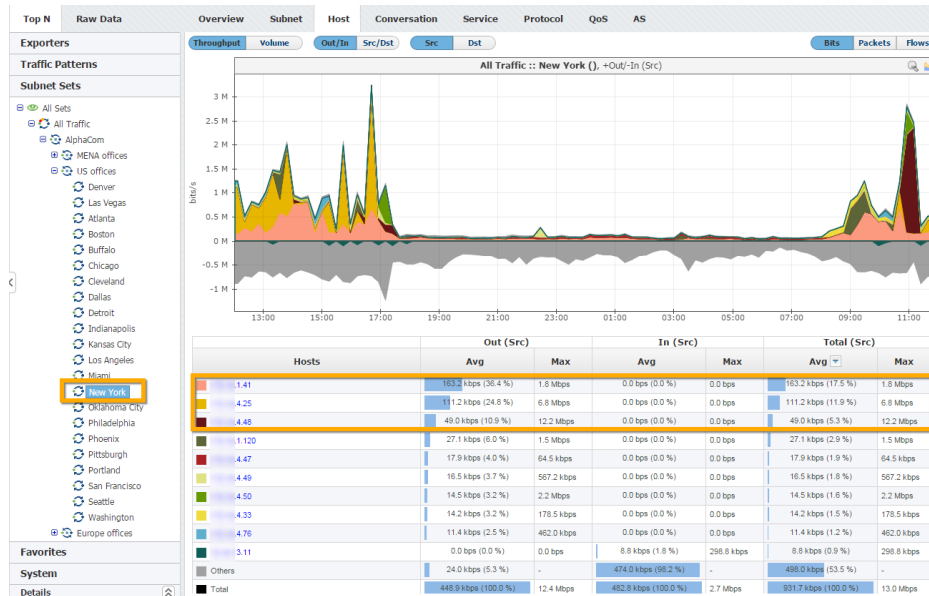 Top N Raw Data Overview Subnet Host Conversation Service Protocol QoS AS
Exporters
Traffic Patterns
Subnet Sets
All Sets
All Traffic
AlphaCom
MENA offices
US offices
Denver
Las Vegas
Atlanta
Boston
Buffalo
Chicago
Cleveland
Dallas
Detroit
Indianapolis
Kansas City
Los Angeles
Miami
New York
Oklahoma City
Philadelphia
Phoenix
Pittsburgh
Portland
San Francisco
Seattle
Washington
Europe offices
Favorites
System
Details
Throughput Volume Out/In Src/Dst Src Dst Bits Packets Flows
All Traffic :: New York (), +Out/-In (Src)
bits/s
3 M
2.5 M
2 M
1.5 M
1 M
0.5 M
0 M
-0.5 M
-1 M
13:00 15:00 17:00 19:00 21:00 23:00 01:00 03:00 05:00 07:00 09:00 11:00
Out (Src) In (Src) Total (Src)
Hosts Avg Max Avg Max Avg Max
.1.41 163.2 kbps (36.4 %) 1.8 Mbps 0.0 bps (0.0 %) 0.0 bps 163.2 kbps (17.5 %) 1.8 Mbps
.4.25 111.2 kbps (24.8 %) 6.8 Mbps 0.0 bps (0.0 %) 0.0 bps 111.2 kbps (11.9 %) 6.8 Mbps
.4.48 49.0 kbps (10.9 %) 12.2 Mbps 0.0 bps (0.0 %) 0.0 bps 49.0 kbps (5.3 %) 12.2 Mbps
.1.120 27.1 kbps (6.0 %) 1.5 Mbps 0.0 bps (0.0 %) 0.0 bps 27.1 kbps (2.9 %) 1.5 Mbps
.4.47 17.9 kbps (4.0 %) 64.5 kbps 0.0 bps (0.0 %) 0.0 bps 17.9 kbps (1.9 %) 64.5 kbps
.4.49 16.5 kbps (3.7 %) 567.2 kbps 0.0 bps (0.0 %) 0.0 bps 16.5 kbps (1.8 %) 567.2 kbps
.4.50 14.5 kbps (3.2 %) 2.2 Mbps 0.0 bps (0.0 %) 0.0 bps 14.5 kbps (1.6 %) 2.2 Mbps
.4.33 14.2 kbps (3.2 %) 178.5 kbps 0.0 bps (0.0 %) 0.0 bps 14.2 kbps (1.5 %) 178.5 kbps
.4.76 11.4 kbps (2.5 %) 462.0 kbps 0.0 bps (0.0 %) 0.0 bps 11.4 kbps (1.2 %) 462.0 kbps
3.11 0.0 bps (0.0 %) 0.0 bps 8.8 kbps (1.8 %) 298.8 kbps 8.8 kbps (0.9 %) 298.8 kbps
Others 24.0 kbps (5.3 %) - 474.0 kbps (98.2 %) - 498.0 kbps (53.5 %) -
Total 448.9 kbps (100.0 %) 12.4 Mbps 482.8 kbps (100.0 %) 2.7 Mbps 931.7 kbps (100.0 %) 13.0 Mbps